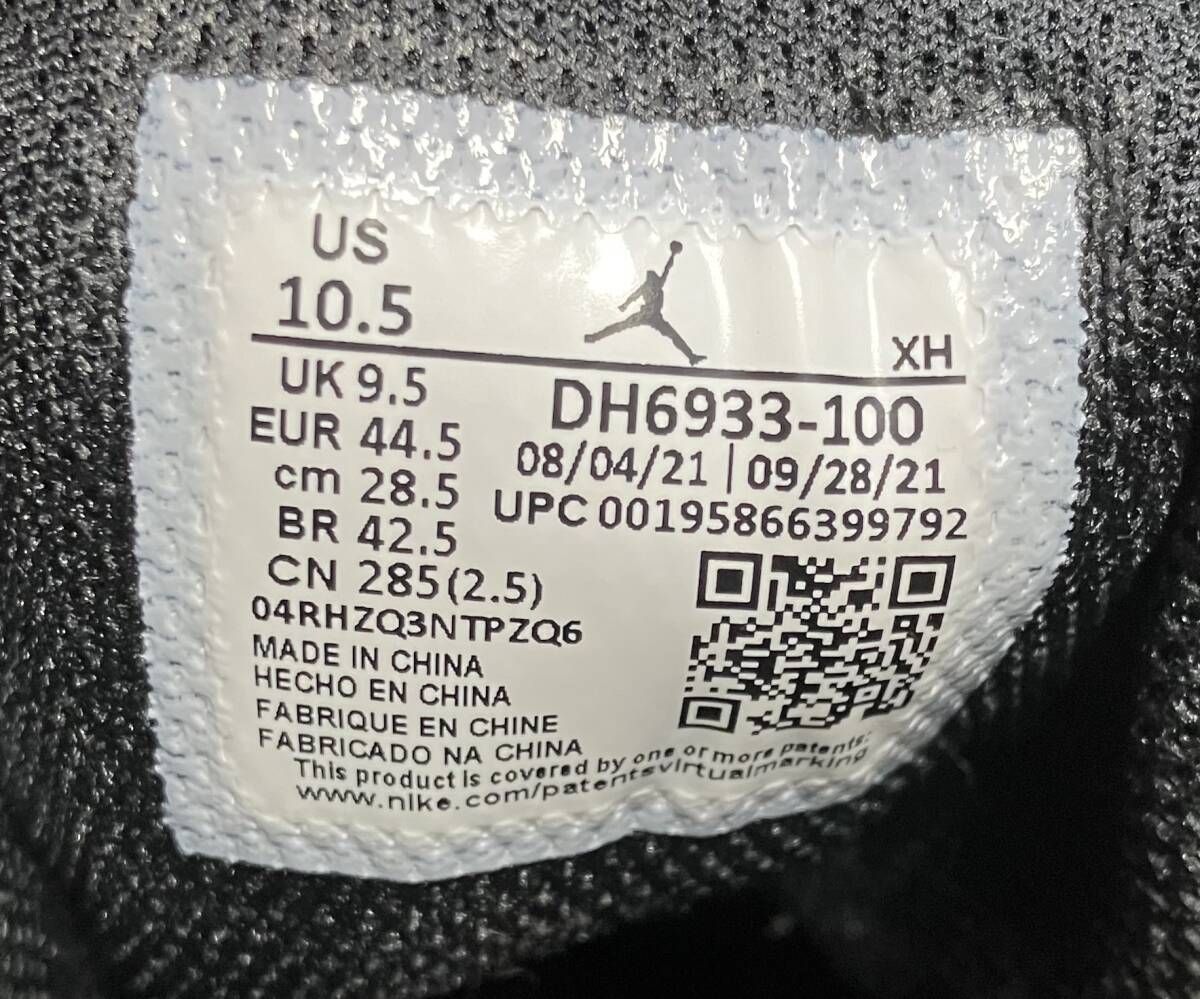 US
10.5
XH
UK 9.5
EUR 44.5
cm 28.5
BR 42.5
CN 285(2.5)
DH6933-100
08/04/21 | 09/28/21
UPC 00195866399792
04RHZQ3NTPZQ6
MADE IN CHINA
HECHO EN CHINA
FABRIQUE EN CHINE
FABRICADO NA CHINA
This product is covered by one or more patents:
www.nike.com/patentsvirtualmarking